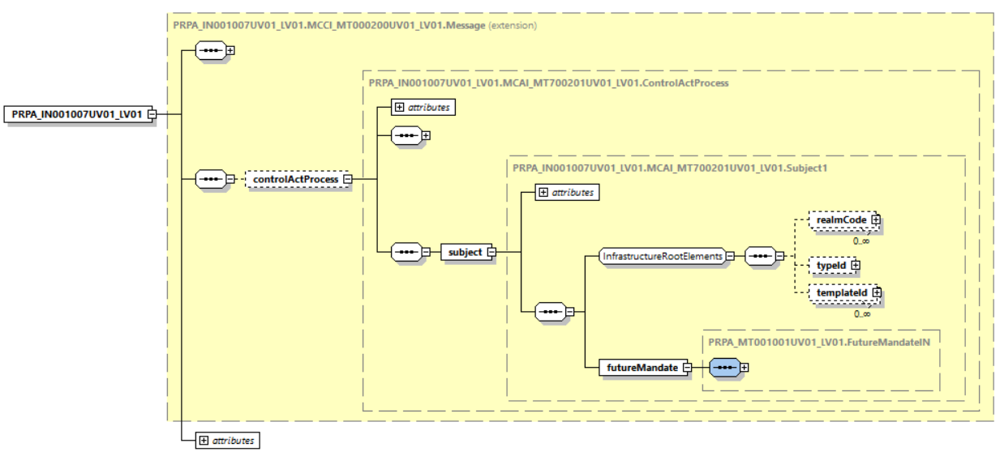 PRPA_IN001007UV01_LV01.MCCI_MT000200UV01_LV01.Message (extension)
PRPA_IN001007UV01_LV01.MCAI_MT700201UV01_LV01.ControlActProcess
attributes
PRPA_IN001007UV01_LV01
PRPA_IN001007UV01_LV01.MCAI_MT700201UV01_LV01.Subject1
controlActProcess
attributes
realmCode
0..∞
subject
InfrastructureRootElements
typeId
templateId
0..∞
PRPA_MT001001UV01_LV01.FutureMandateIN
futureMandate
attributes